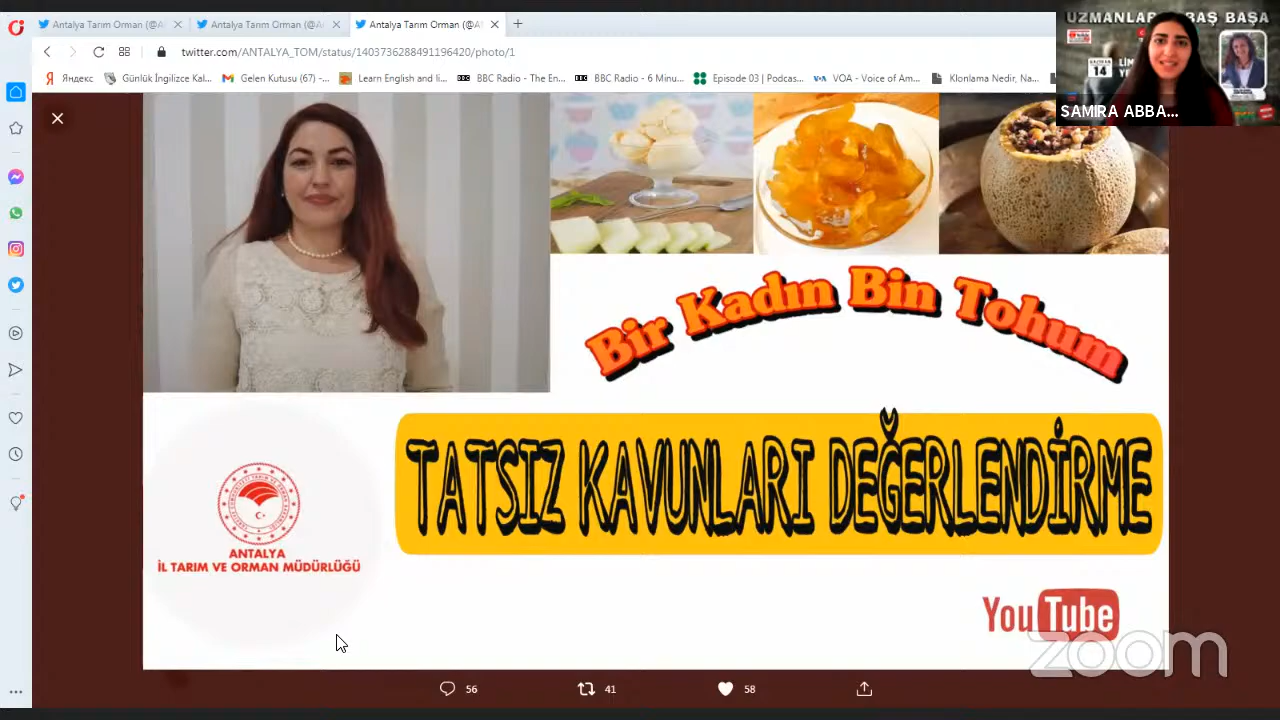 Antalya Tarım Orman (@Al
Antalya Tarım Orman (@Al
Antalya Tarım Orman (@A
twitter.com/ANTALYA_TOM/status/1403736288491196420/photo/1
Яндекс
Günlük İngilizce Kal...
Gelen Kutusu (67) -...
Learn English and li...
BBC Radio - The En...
BBC Radio - 6 Minu...
Episode 03 | Podcas...
VOA - Voice of Am...
Klonlama Nedir, Na...
14
SAMIRA ABBA...
Bir Kadın Bin Tohum
TATSIZ KAVUNLARI DEĞERLENDİRME
ANTALYA
İL TARIM VE ORMAN MÜDÜRLÜĞÜ
YouTube
zoom
56
41
58